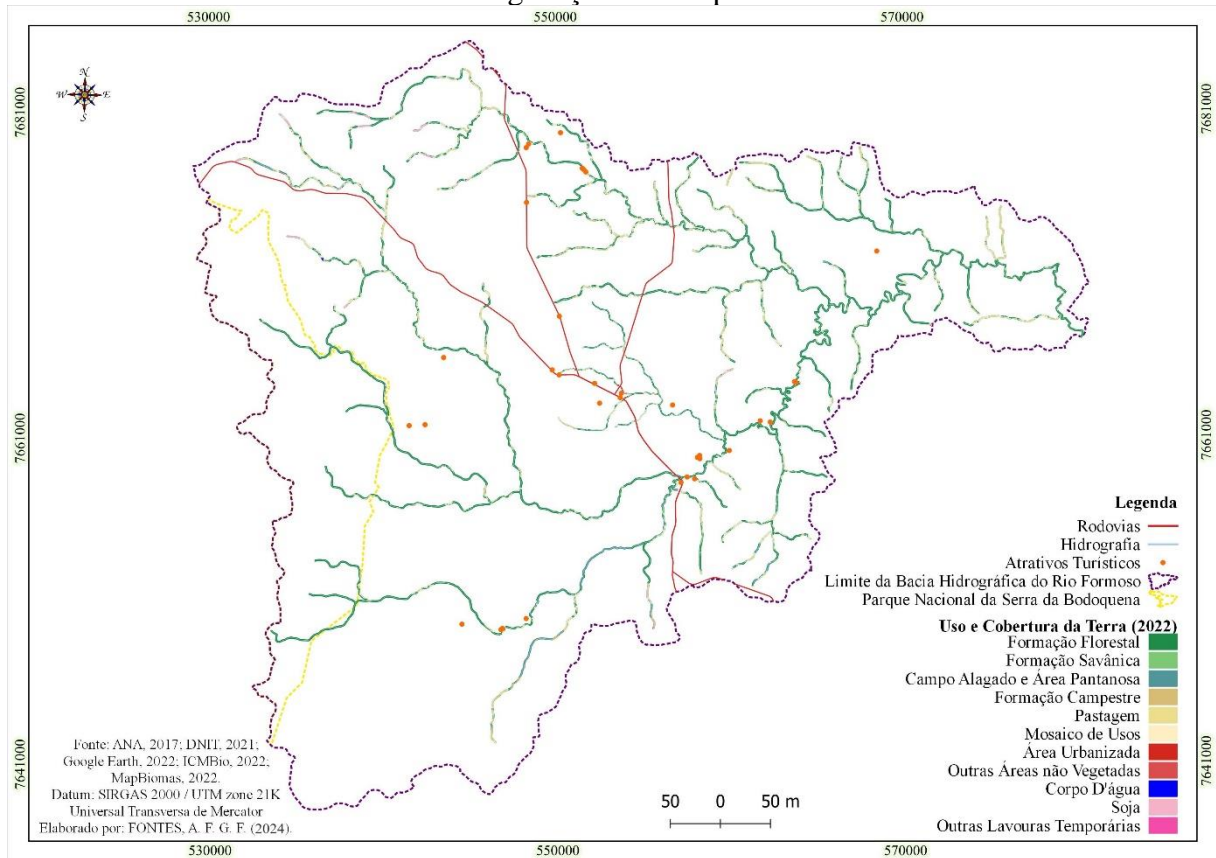 530000 550000 570000
N
W E
S
7681000 7681000
7661000 7661000
7641000 7641000
Legenda
Rodovias
Hidrografia
Atrativos Turísticos
Limite da Bacia Hidrográfica do Rio Formoso
Parque Nacional da Serra da Bodoquena
Uso e Cobertura da Terra (2022)
Formação Florestal
Formação Savânica
Campo Alagado e Área Pantanosa
Formação Campestre
Pastagem
Mosaico de Usos
Área Urbanizada
Outras Áreas não Vegetadas
Corpo D'água
Soja
Outras Lavouras Temporárias
Fonte: ANA, 2017; DNIT, 2021;
Google Earth, 2022; ICMBio, 2022;
MapBiomas, 2022.
Datum: SIRGAS 2000 / UTM zone 21K
Universal Transversa de Mercator
Elaborado por: FONTES, A. F. G. F. (2024).
50 0 50 m
530000 550000 570000